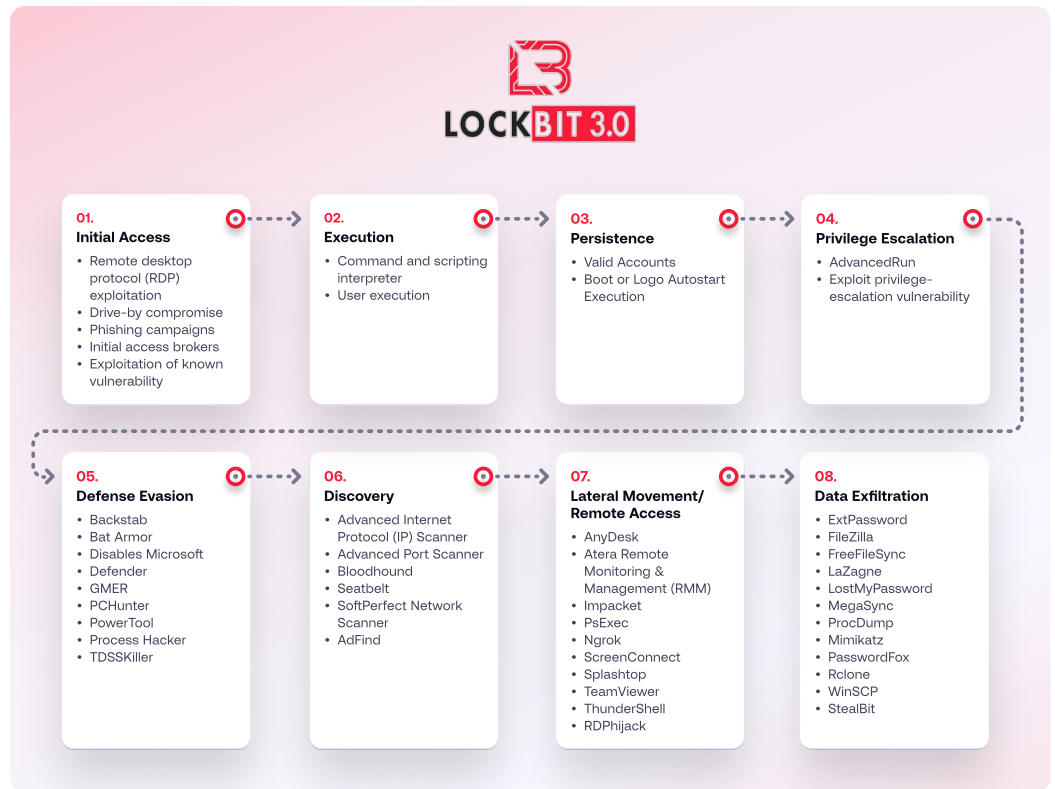 LOCKBIT 3.0
01.
Initial Access
• Remote desktop
protocol (RDP)
exploitation
• Drive-by compromise
• Phishing campaigns
• Initial access brokers
• Exploitation of known
vulnerability
02.
Execution
• Command and scripting
interpreter
• User execution
03.
Persistence
• Valid Accounts
• Boot or Logo Autostart
Execution
04.
Privilege Escalation
• AdvancedRun
• Exploit privilege-
escalation vulnerability
05.
Defense Evasion
• Backstab
• Bat Armor
• Disables Microsoft
• Defender
• GMER
• PCHunter
• PowerTool
• Process Hacker
• TDSSKiller
06.
Discovery
• Advanced Internet
Protocol (IP) Scanner
• Advanced Port Scanner
• Bloodhound
• Seatbelt
• SoftPerfect Network
Scanner
• AdFind
07.
Lateral Movement/
Remote Access
• AnyDesk
• Atera Remote
Monitoring &
Management (RMM)
• Impacket
• PsExec
• Ngrok
• ScreenConnect
• Splashtop
• TeamViewer
• ThunderShell
• RDPhijack
08.
Data Exfiltration
• ExtPassword
• FileZilla
• FreeFileSync
• LaZagne
• LostMyPassword
• MegaSync
• ProcDump
• Mimikatz
• PasswordFox
• Rclone
• WinSCP
• StealBit